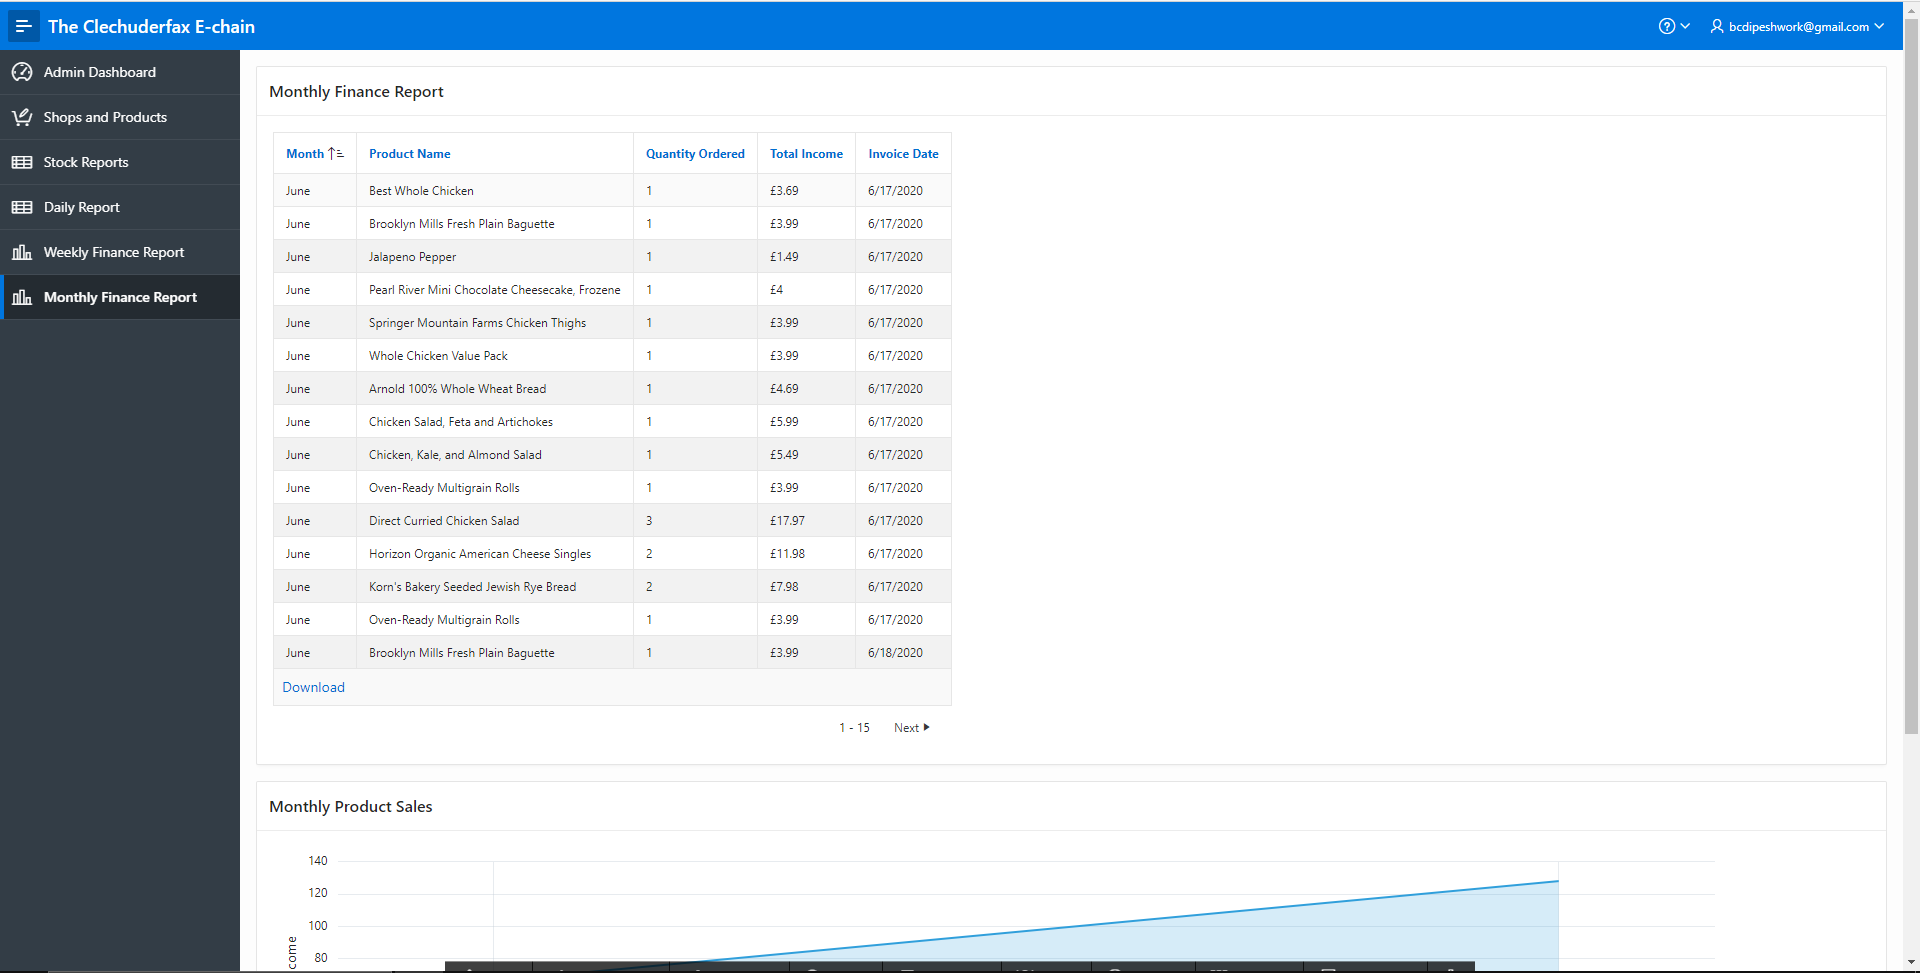 The Clechuderfax E-chain
bcdipeshwork@gmail.com
Admin Dashboard
Shops and Products
Stock Reports
Daily Report
Weekly Finance Report
Monthly Finance Report
Monthly Finance Report
Month Product Name Quantity Ordered Total Income Invoice Date
June Best Whole Chicken 1 £3.69 6/17/2020
June Brooklyn Mills Fresh Plain Baguette 1 £3.99 6/17/2020
June Jalapeno Pepper 1 £1.49 6/17/2020
June Pearl River Mini Chocolate Cheesecake, Frozene 1 £4 6/17/2020
June Springer Mountain Farms Chicken Thighs 1 £3.99 6/17/2020
June Whole Chicken Value Pack 1 £3.99 6/17/2020
June Arnold 100% Whole Wheat Bread 1 £4.69 6/17/2020
June Chicken Salad, Feta and Artichokes 1 £5.99 6/17/2020
June Chicken, Kale, and Almond Salad 1 £5.49 6/17/2020
June Oven-Ready Multigrain Rolls 1 £3.99 6/17/2020
June Direct Curried Chicken Salad 3 £17.97 6/17/2020
June Horizon Organic American Cheese Singles 2 £11.98 6/17/2020
June Korn's Bakery Seeded Jewish Rye Bread 2 £7.98 6/17/2020
June Oven-Ready Multigrain Rolls 1 £3.99 6/17/2020
June Brooklyn Mills Fresh Plain Baguette 1 £3.99 6/18/2020
Download
1 - 15 Next
Monthly Product Sales
140
120
100
80